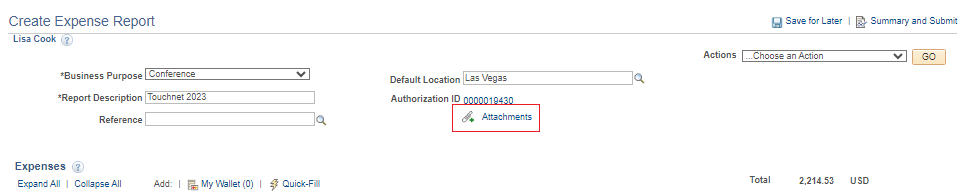 Create Expense Report
Save for Later | Summary and Submit
Lisa Cook ?
Actions ...Choose an Action GO
*Business Purpose Conference
Default Location Las Vegas
*Report Description Touchnet 2023
Authorization ID 0000019430
Reference
Attachments
Expenses ?
Expand All | Collapse All Add: | My Wallet (0) | Quick-Fill
Total 2,214.53 USD